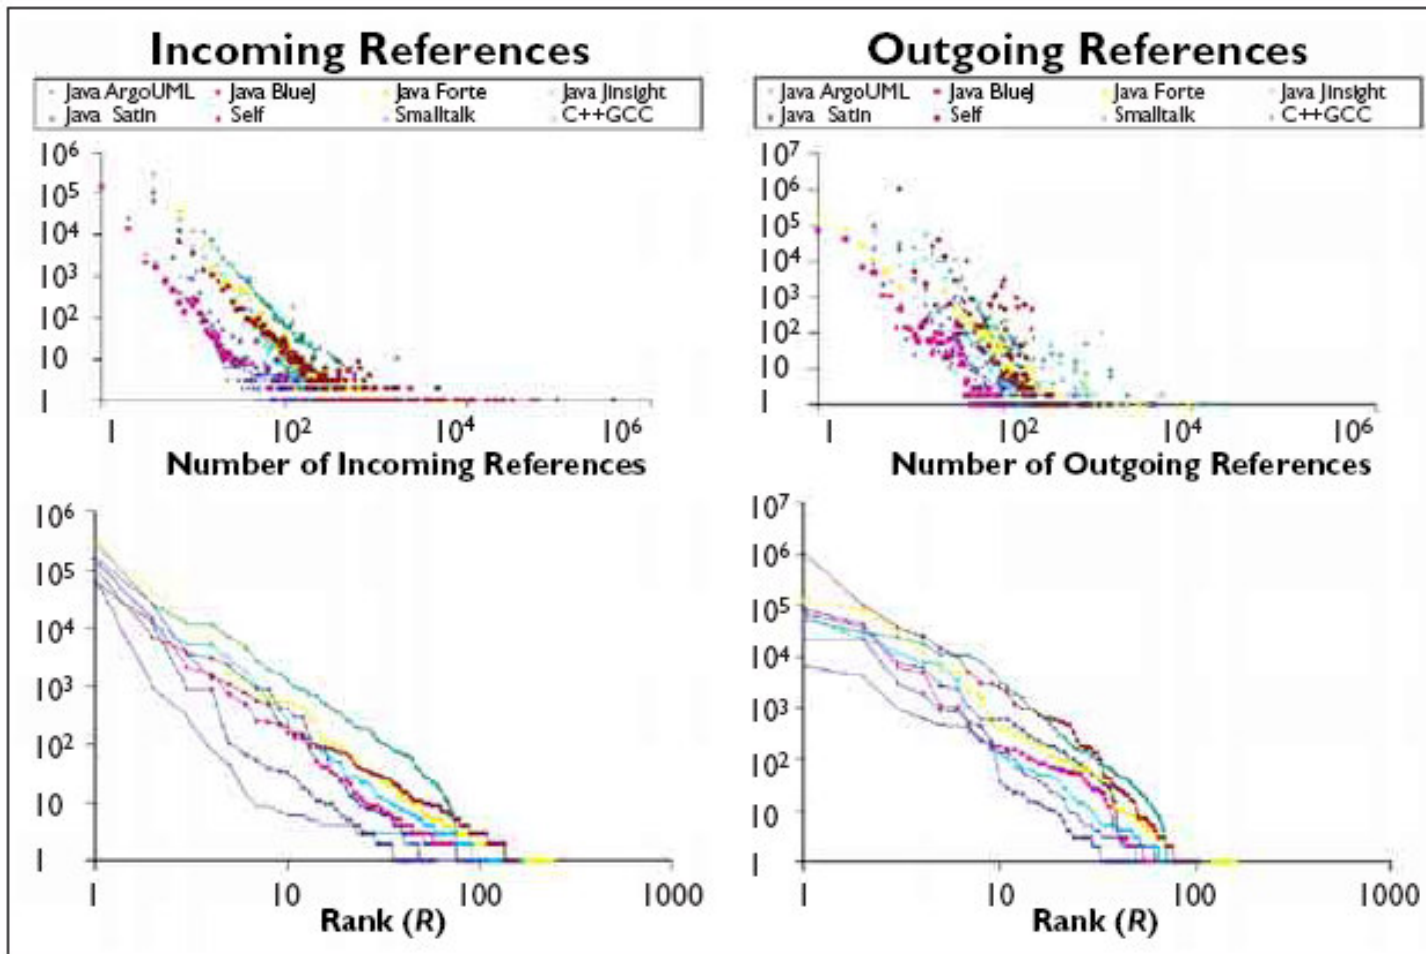 Incoming References
Java ArgoUML Java BlueJ Java Forte Java Jinsight
Java Satin Self Smalltalk C++GCC
10⁶
10⁵
10⁴
10³
10²
10
1
1 10² 10⁴ 10⁶
Number of Incoming References
10⁶
10⁵
10⁴
10³
10²
10
1
1 10 100 1000
Rank (R)
Outgoing References
Java ArgoUML Java BlueJ Java Forte Java Jinsight
Java Satin Self Smalltalk C++GCC
10⁷
10⁶
10⁵
10⁴
10³
10²
10
1
1 10² 10⁴ 10⁶
Number of Outgoing References
10⁷
10⁶
10⁵
10⁴
10³
10²
10
1
1 10 100 1000
Rank (R)